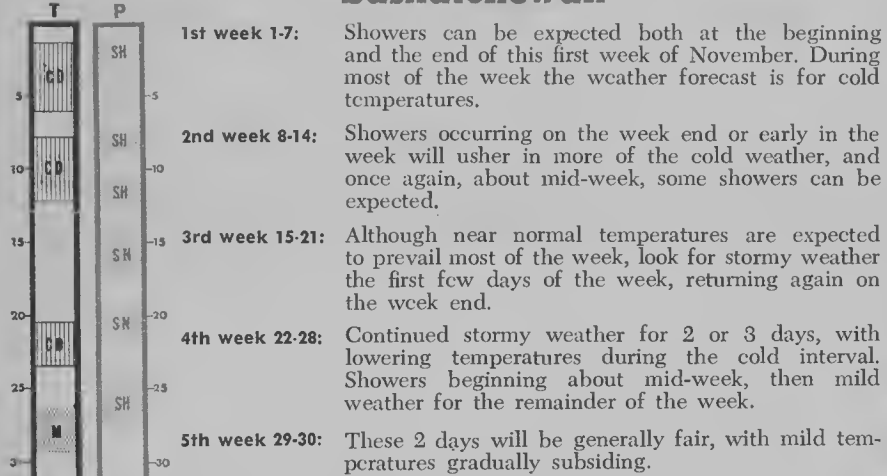 T P
1st week 1-7: Showers can be expected both at the beginning
and the end of this first week of November. During
most of the week the weather forecast is for cold
temperatures.
2nd week 8-14: Showers occurring on the week end or early in the
week will usher in more of the cold weather, and
once again, about mid-week, some showers can be
expected.
3rd week 15-21: Although near normal temperatures are expected
to prevail most of the week, look for stormy weather
the first few days of the week, returning again on
the week end.
4th week 22-28: Continued stormy weather for 2 or 3 days, with
lowering temperatures during the cold interval.
Showers beginning about mid-week, then mild
weather for the remainder of the week.
5th week 29-30: These 2 days will be generally fair, with mild tem-
peratures gradually subsiding.
SH
CD
5 5
SH
10 CD 10
SH
15 15
SH
20 SN 20
CD
25 25
SH
M
30